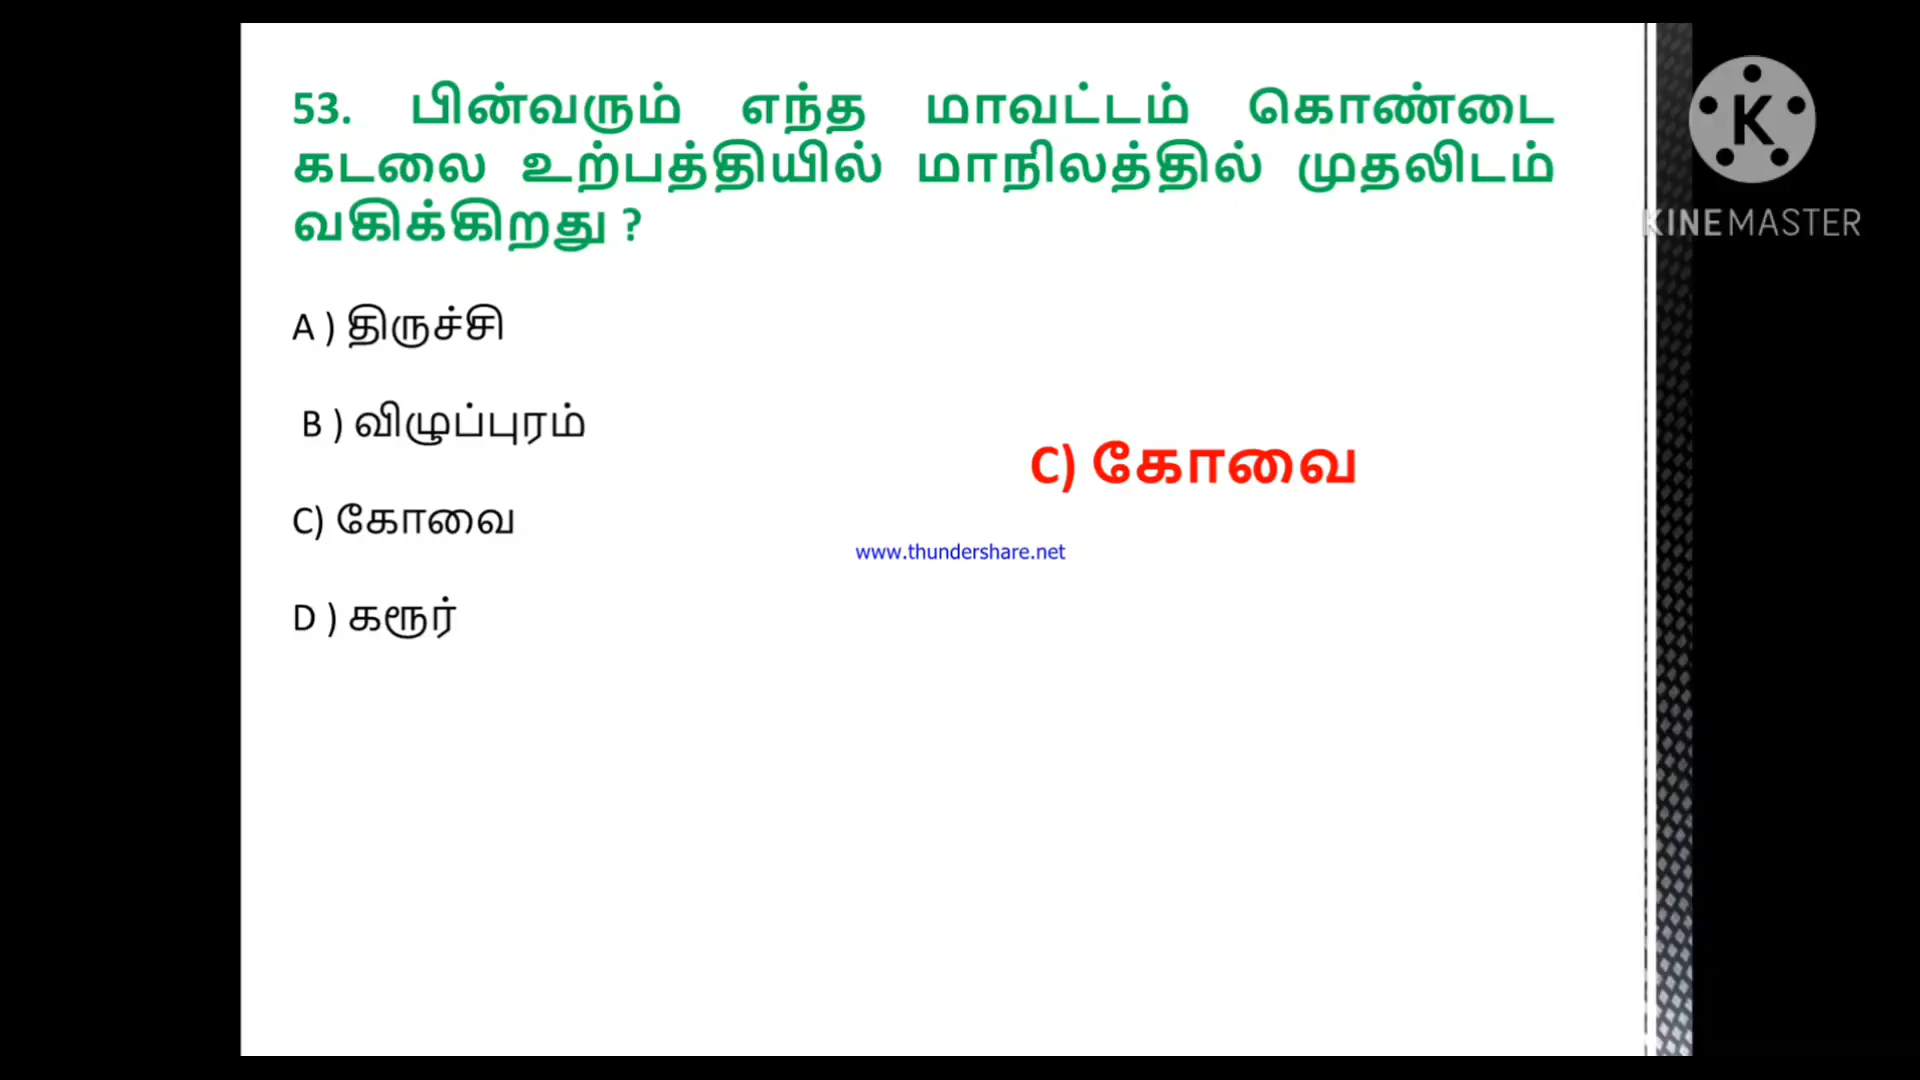 53. பின்வரும் எந்த மாவட்டம் கொண்டை
கடலை உற்பத்தியில் மாநிலத்தில் முதலிடம்
வகிக்கிறது ?
A ) திருச்சி
B ) விழுப்புரம்
C) கோவை
C) கோவை
www.thundershare.net
D ) கரூர்
K
KINEMASTER